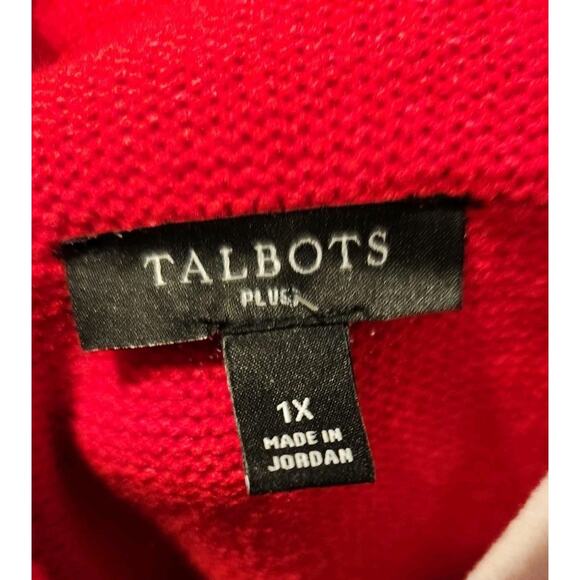 TALBOTS
PLUS
1X
MADE IN
JORDAN